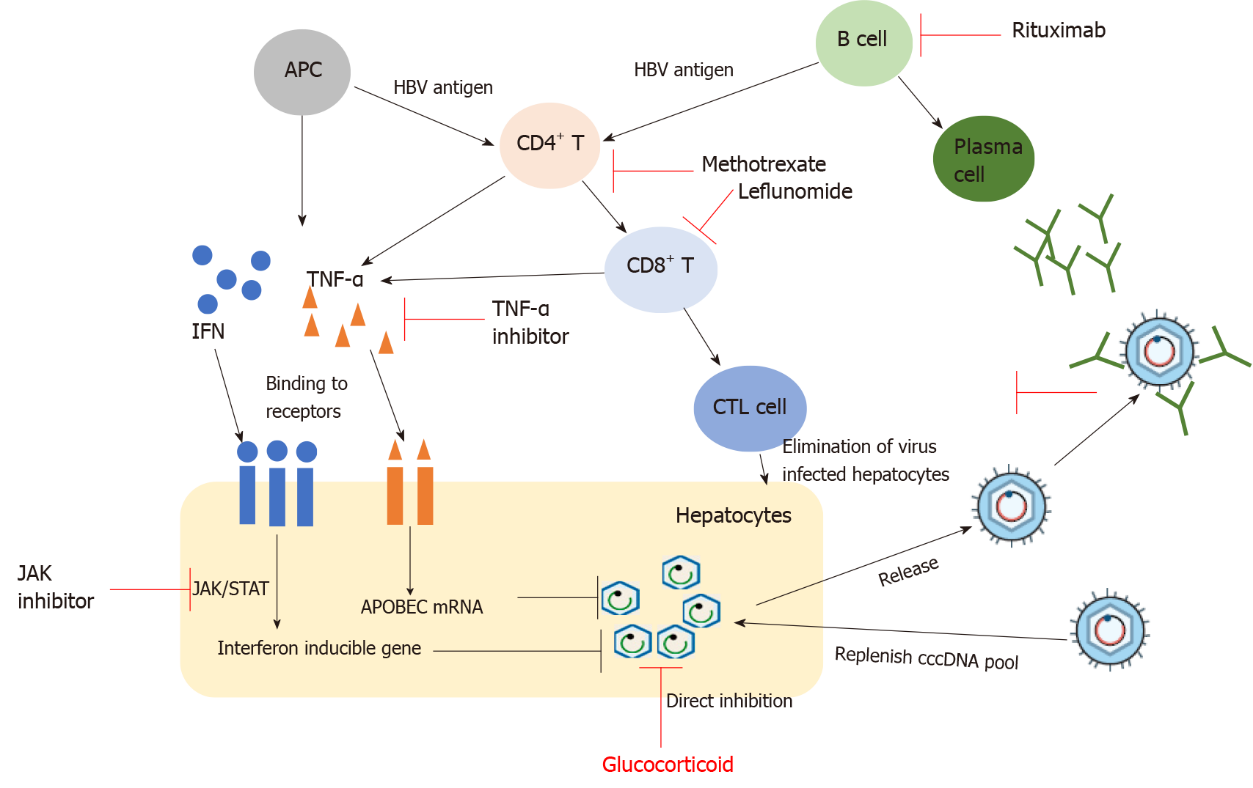 B cell
Rituximab
APC
HBV antigen
HBV antigen
CD4⁺ T
Plasma
cell
Methotrexate
Leflunomide
CD8⁺ T
TNF-α
TNF-α
inhibitor
IFN
Binding to
receptors
CTL cell
Elimination of virus
infected hepatocytes
Hepatocytes
JAK
inhibitor
JAK/STAT
APOBEC mRNA
Release
Interferon inducible gene
Replenish cccDNA pool
Direct inhibition
Glucocorticoid